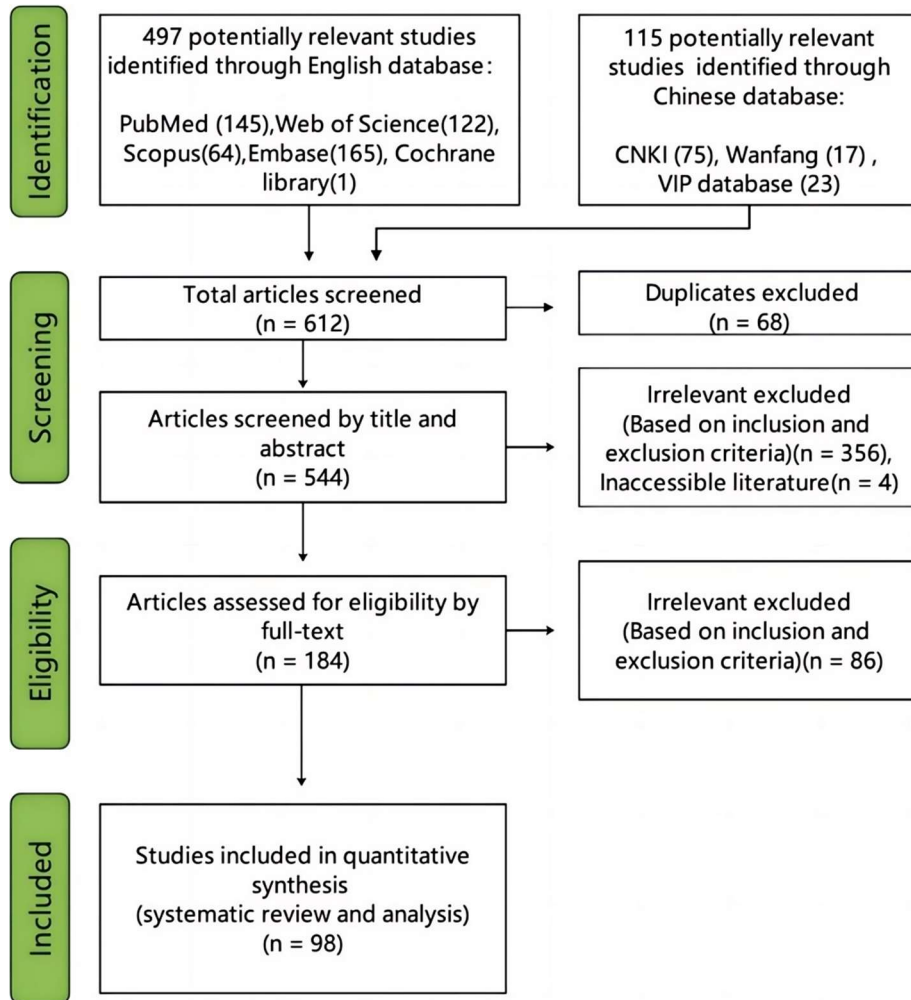 Identification
497 potentially relevant studies
identified through English database:
PubMed (145),Web of Science(122),
Scopus(64),Embase(165), Cochrane
library(1)
115 potentially relevant
studies identified through
Chinese database:
CNKI (75), Wanfang (17) ,
VIP database (23)
Screening
Total articles screened
(n = 612)
Duplicates excluded
(n = 68)
Articles screened by title and
abstract
(n = 544)
Irrelevant excluded
(Based on inclusion and
exclusion criteria)(n = 356),
Inaccessible literature(n = 4)
Eligibility
Articles assessed for eligibility by
full-text
(n = 184)
Irrelevant excluded
(Based on inclusion and
exclusion criteria)(n = 86)
Included
Studies included in quantitative
synthesis
(systematic review and analysis)
(n = 98)